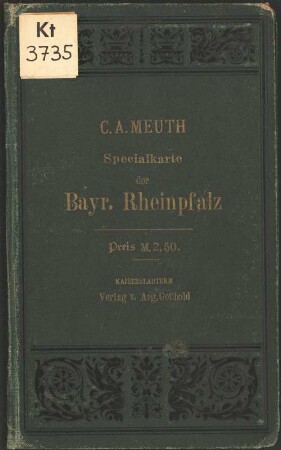 Kt
3735
C. A. MEUTH
Specialkarte
der
Bayr. Rheinpfalz
Preis M. 2,50.
KAISERSLAUTERN
Verlag v. Aug. Gotthold